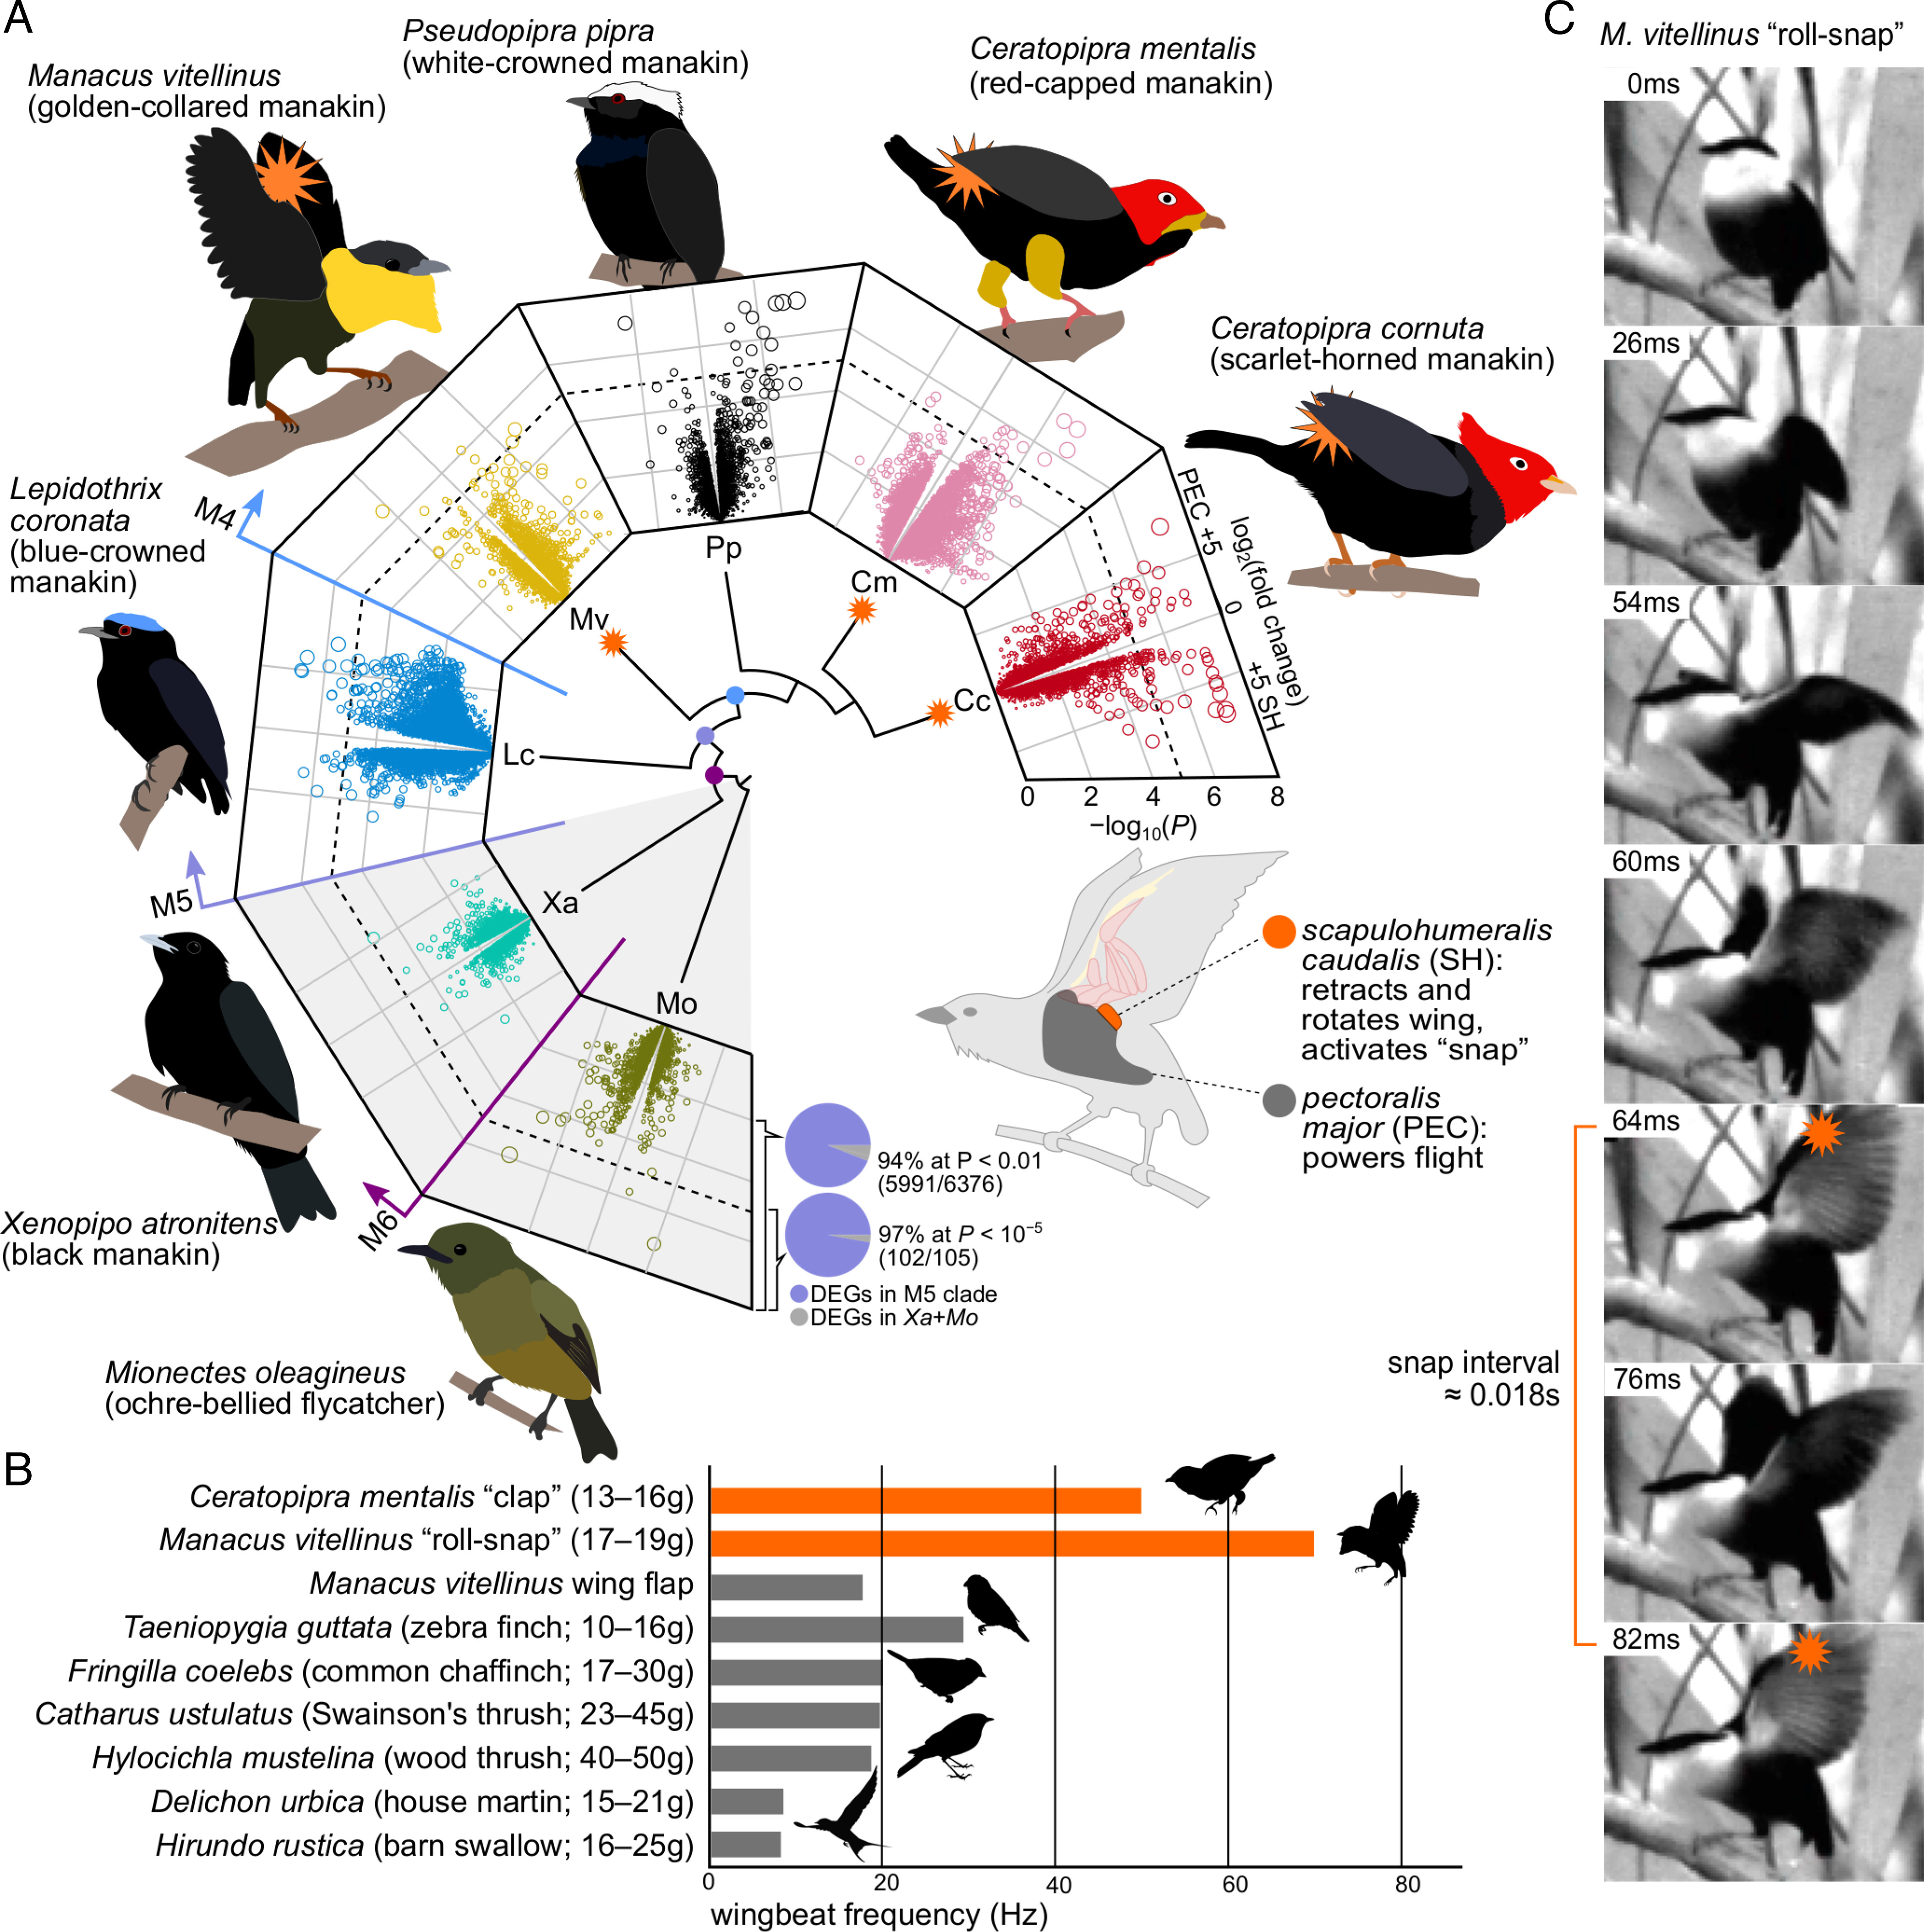 A
Manacus vitellinus
(golden-collared manakin)
Pseudopipra pipra
(white-crowned manakin)
Ceratopipra mentalis
(red-capped manakin)
Ceratopipra cornuta
(scarlet-horned manakin)
Lepidothrix
coronata
(blue-crowned
manakin)
M4
Mv
Pp
Cm
Cc
Lc
Xa
Mo
PEC +5
0
+5 SH
log2(fold change)
0 2 4 6 8
−log10(P)
M5
M6
Xenopipo atronitens
(black manakin)
Mionectes oleagineus
(ochre-bellied flycatcher)
scapulohumeralis
caudalis (SH):
retracts and
rotates wing,
activates “snap”
pectoralis
major (PEC):
powers flight
94% at P < 0.01
(5991/6376)
97% at P < 10−5
(102/105)
DEGs in M5 clade
DEGs in Xa+Mo
B
Ceratopipra mentalis “clap” (13–16g)
Manacus vitellinus “roll-snap” (17–19g)
Manacus vitellinus wing flap
Taeniopygia guttata (zebra finch; 10–16g)
Fringilla coelebs (common chaffinch; 17–30g)
Catharus ustulatus (Swainson's thrush; 23–45g)
Hylocichla mustelina (wood thrush; 40–50g)
Delichon urbica (house martin; 15–21g)
Hirundo rustica (barn swallow; 16–25g)
0 20 40 60 80
wingbeat frequency (Hz)
C
M. vitellinus “roll-snap”
0ms
26ms
54ms
60ms
64ms
76ms
82ms
snap interval
≈ 0.018s